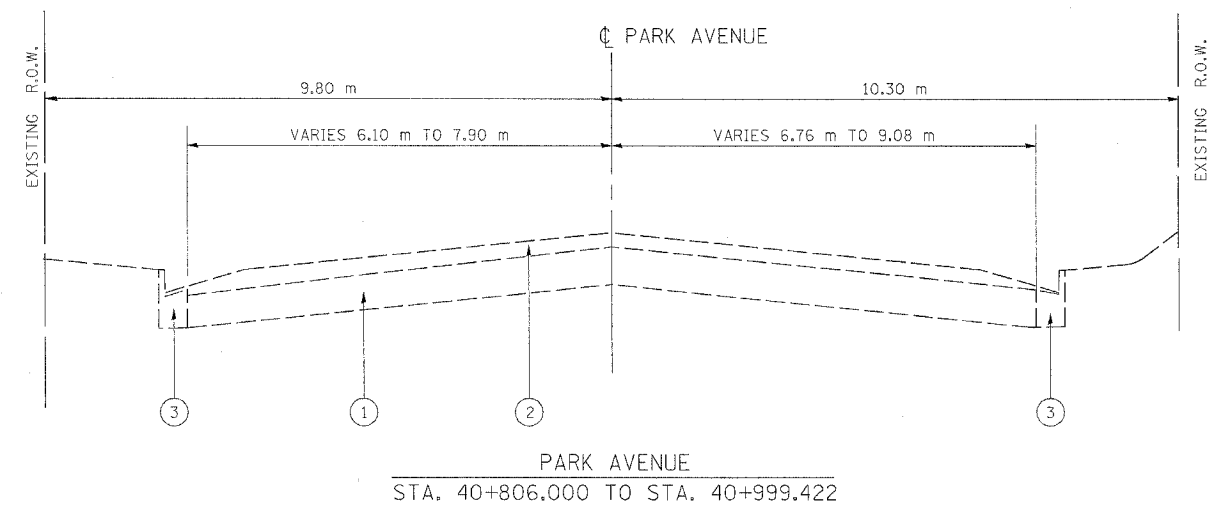 ℄ PARK AVENUE
EXISTING R.O.W.
9.80 m
10.30 m
EXISTING R.O.W.
VARIES 6.10 m TO 7.90 m
VARIES 6.76 m TO 9.08 m
3
1
2
3
PARK AVENUE
STA. 40+806.000 TO STA. 40+999.422